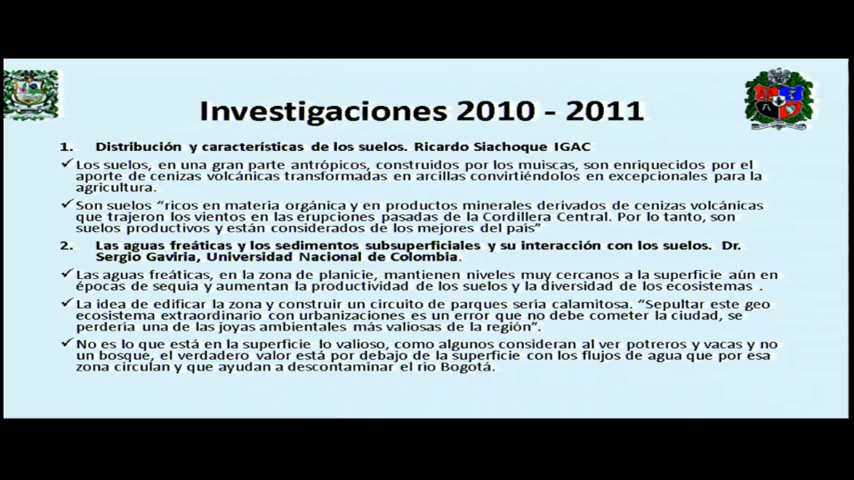 Investigaciones 2010 - 2011
1. Distribución y características de los suelos. Ricardo Siachoque IGAC
✓Los suelos, en una gran parte antrópicos, construidos por los muiscas, son enriquecidos por el
aporte de cenizas volcánicas transformadas en arcillas convirtiéndolos en excepcionales para la
agricultura.
✓Son suelos “ricos en materia orgánica y en productos minerales derivados de cenizas volcánicas
que trajeron los vientos en las erupciones pasadas de la Cordillera Central. Por lo tanto, son
suelos productivos y están considerados de los mejores del país”
2. Las aguas freáticas y los sedimentos subsuperficiales y su interacción con los suelos. Dr.
Sergio Gaviria, Universidad Nacional de Colombia.
✓Las aguas freáticas, en la zona de planicie, mantienen niveles muy cercanos a la superficie aún en
épocas de sequía y aumentan la productividad de los suelos y la diversidad de los ecosistemas .
✓La idea de edificar la zona y construir un circuito de parques sería calamitosa. “Sepultar este geo
ecosistema extraordinario con urbanizaciones es un error que no debe cometer la ciudad, se
perdería una de las joyas ambientales más valiosas de la región”.
✓No es lo que está en la superficie lo valioso, como algunos consideran al ver potreros y vacas y no
un bosque, el verdadero valor está por debajo de la superficie con los flujos de agua que por esa
zona circulan y que ayudan a descontaminar el río Bogotá.